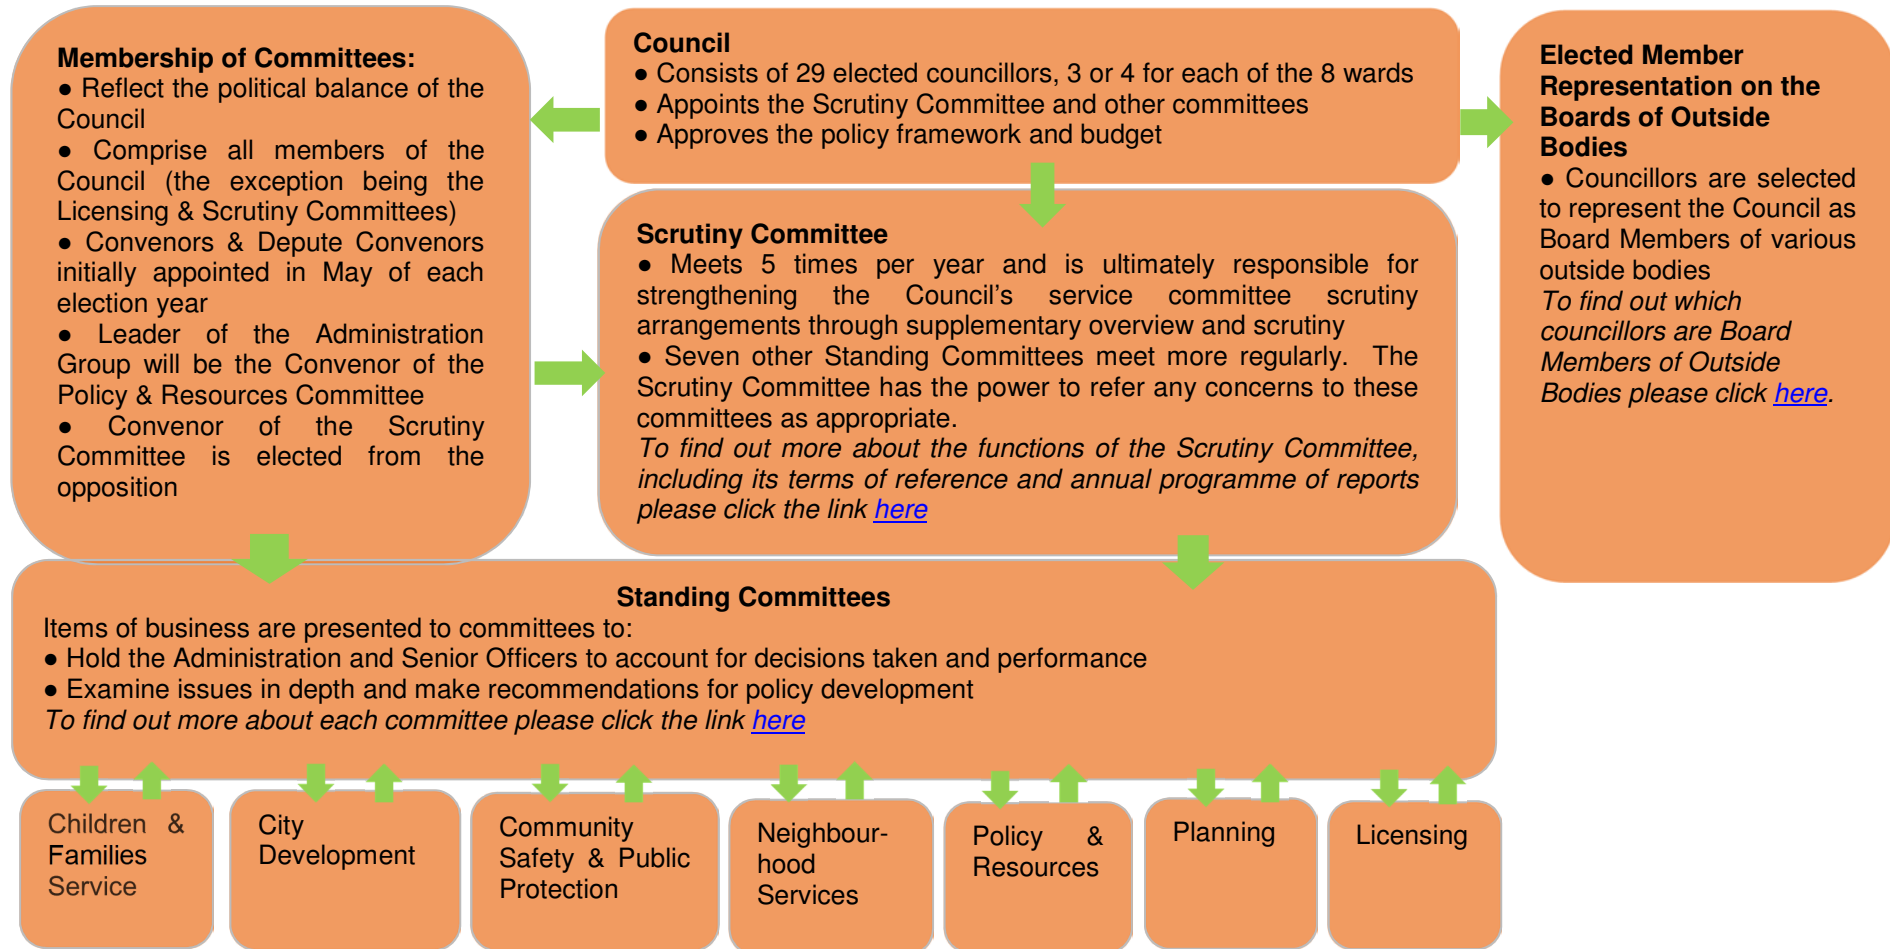 Membership of Committees:
● Reflect the political balance of the
Council
● Comprise all members of the
Council (the exception being the
Licensing & Scrutiny Committees)
● Convenors & Depute Convenors
initially appointed in May of each
election year
● Leader of the Administration
Group will be the Convenor of the
Policy & Resources Committee
● Convenor of the Scrutiny
Committee is elected from the
opposition
Council
● Consists of 29 elected councillors, 3 or 4 for each of the 8 wards
● Appoints the Scrutiny Committee and other committees
● Approves the policy framework and budget
Elected Member
Representation on the
Boards of Outside
Bodies
● Councillors are selected
to represent the Council as
Board Members of various
outside bodies
To find out which
councillors are Board
Members of Outside
Bodies please click here.
Scrutiny Committee
● Meets 5 times per year and is ultimately responsible for
strengthening the Council's service committee scrutiny
arrangements through supplementary overview and scrutiny
● Seven other Standing Committees meet more regularly. The
Scrutiny Committee has the power to refer any concerns to these
committees as appropriate.
To find out more about the functions of the Scrutiny Committee,
including its terms of reference and annual programme of reports
please click the link here
Standing Committees
Items of business are presented to committees to:
● Hold the Administration and Senior Officers to account for decisions taken and performance
● Examine issues in depth and make recommendations for policy development
To find out more about each committee please click the link here
Children &
Families
Service
City
Development
Community
Safety & Public
Protection
Neighbour-
hood
Services
Policy &
Resources
Planning
Licensing